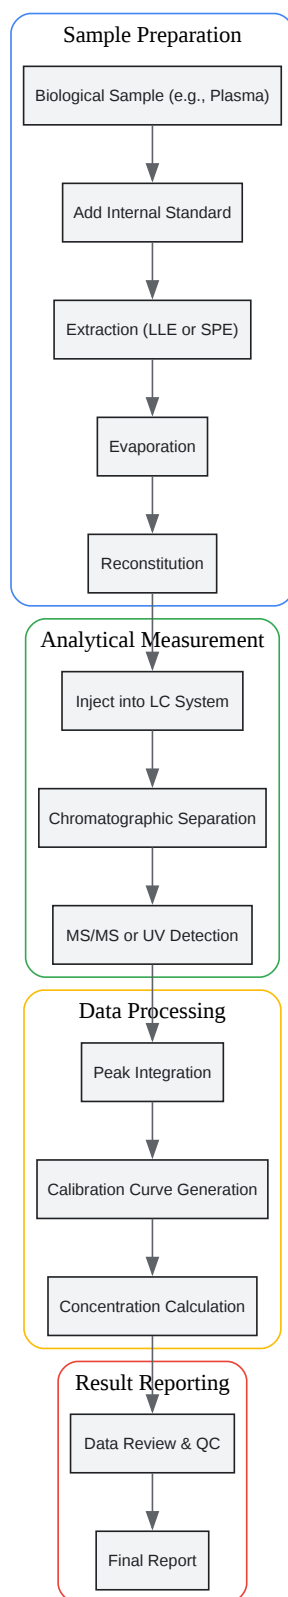 Sample Preparation
Biological Sample (e.g., Plasma)
Add Internal Standard
Extraction (LLE or SPE)
Evaporation
Reconstitution
Analytical Measurement
Inject into LC System
Chromatographic Separation
MS/MS or UV Detection
Data Processing
Peak Integration
Calibration Curve Generation
Concentration Calculation
Result Reporting
Data Review & QC
Final Report